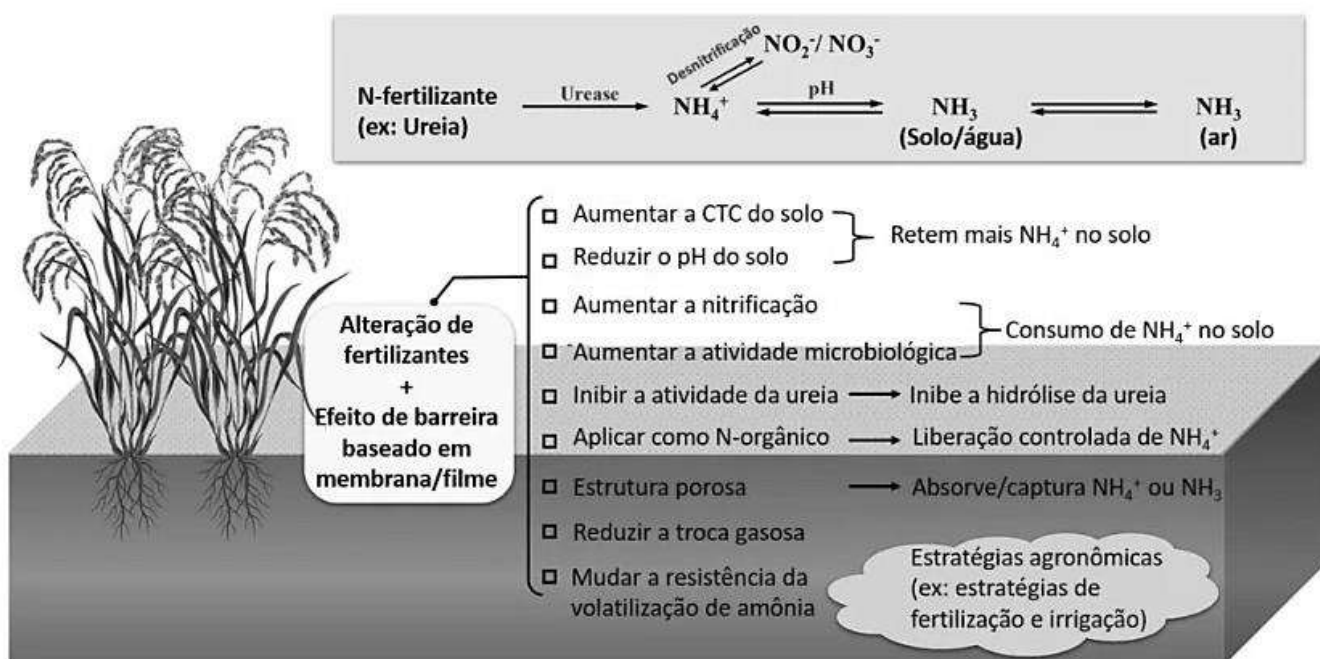 Desnitrificação
NO₂⁻/ NO₃⁻
N-fertilizante
(ex: Ureia)
Urease
NH₄⁺
pH
NH₃
(Solo/água)
NH₃
(ar)
Alteração de
fertilizantes
+
Efeito de barreira
baseado em
membrana/filme
Aumentar a CTC do solo
Reduzir o pH do solo
Retem mais NH₄⁺ no solo
Aumentar a nitrificação
Aumentar a atividade microbiológica
Consumo de NH₄⁺ no solo
Inibir a atividade da ureia
Inibe a hidrólise da ureia
Aplicar como N-orgânico
Liberação controlada de NH₄⁺
Estrutura porosa
Absorve/captura NH₄⁺ ou NH₃
Reduzir a troca gasosa
Mudar a resistência da
volatilização de amônia
Estratégias agronômicas
(ex: estratégias de
fertilização e irrigação)